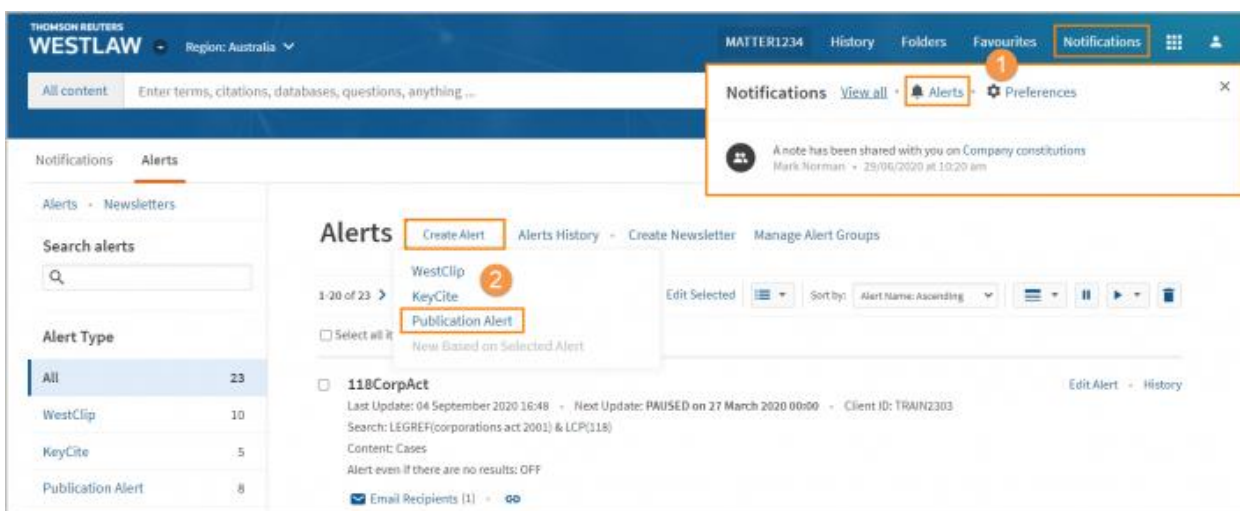 THOMSON REUTERS
WESTLAW Region: Australia
MATTER1234 History Folders Favourites Notifications
All content Enter terms, citations, databases, questions, anything ...
1
Notifications View all Alerts Preferences
A note has been shared with you on Company constitutions
Mark Norman • 29/06/2020 at 10:20 am
Notifications Alerts
Alerts Newsletters
Search alerts
Alert Type
All 23
WestClip 10
KeyCite 5
Publication Alert 8
Alerts Create Alert Alerts History Create Newsletter Manage Alert Groups
WestClip
2
KeyCite
Publication Alert
New Based on Selected Alert
1-20 of 23 Edit Selected Sort by: Alert Name: Ascending
Select all it
118CorpAct Edit Alert History
Last Update: 04 September 2020 16:48 Next Update: PAUSED on 27 March 2020 00:00 Client ID: TRAIN2303
Search: LEGREF(corporations act 2001) & LCP(118)
Content: Cases
Alert even if there are no results: OFF
Email Recipients (1) GO